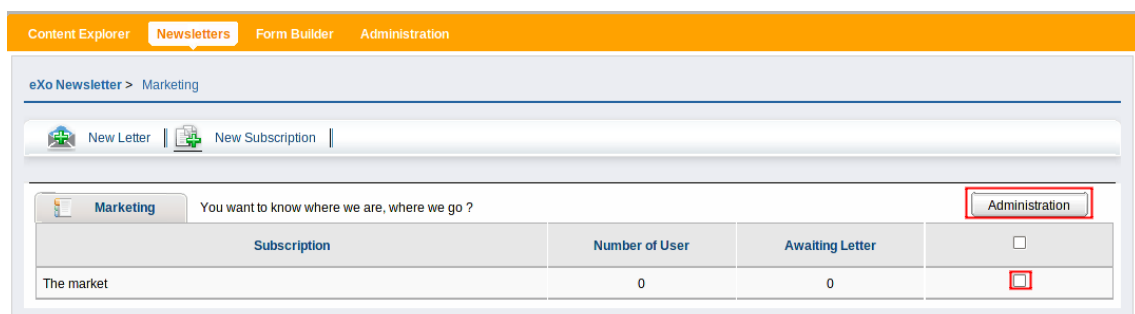 Content Explorer Newsletters Form Builder Administration
eXo Newsletter > Marketing
New Letter New Subscription
Marketing You want to know where we are, where we go ? Administration
Subscription Number of User Awaiting Letter
The market 0 0